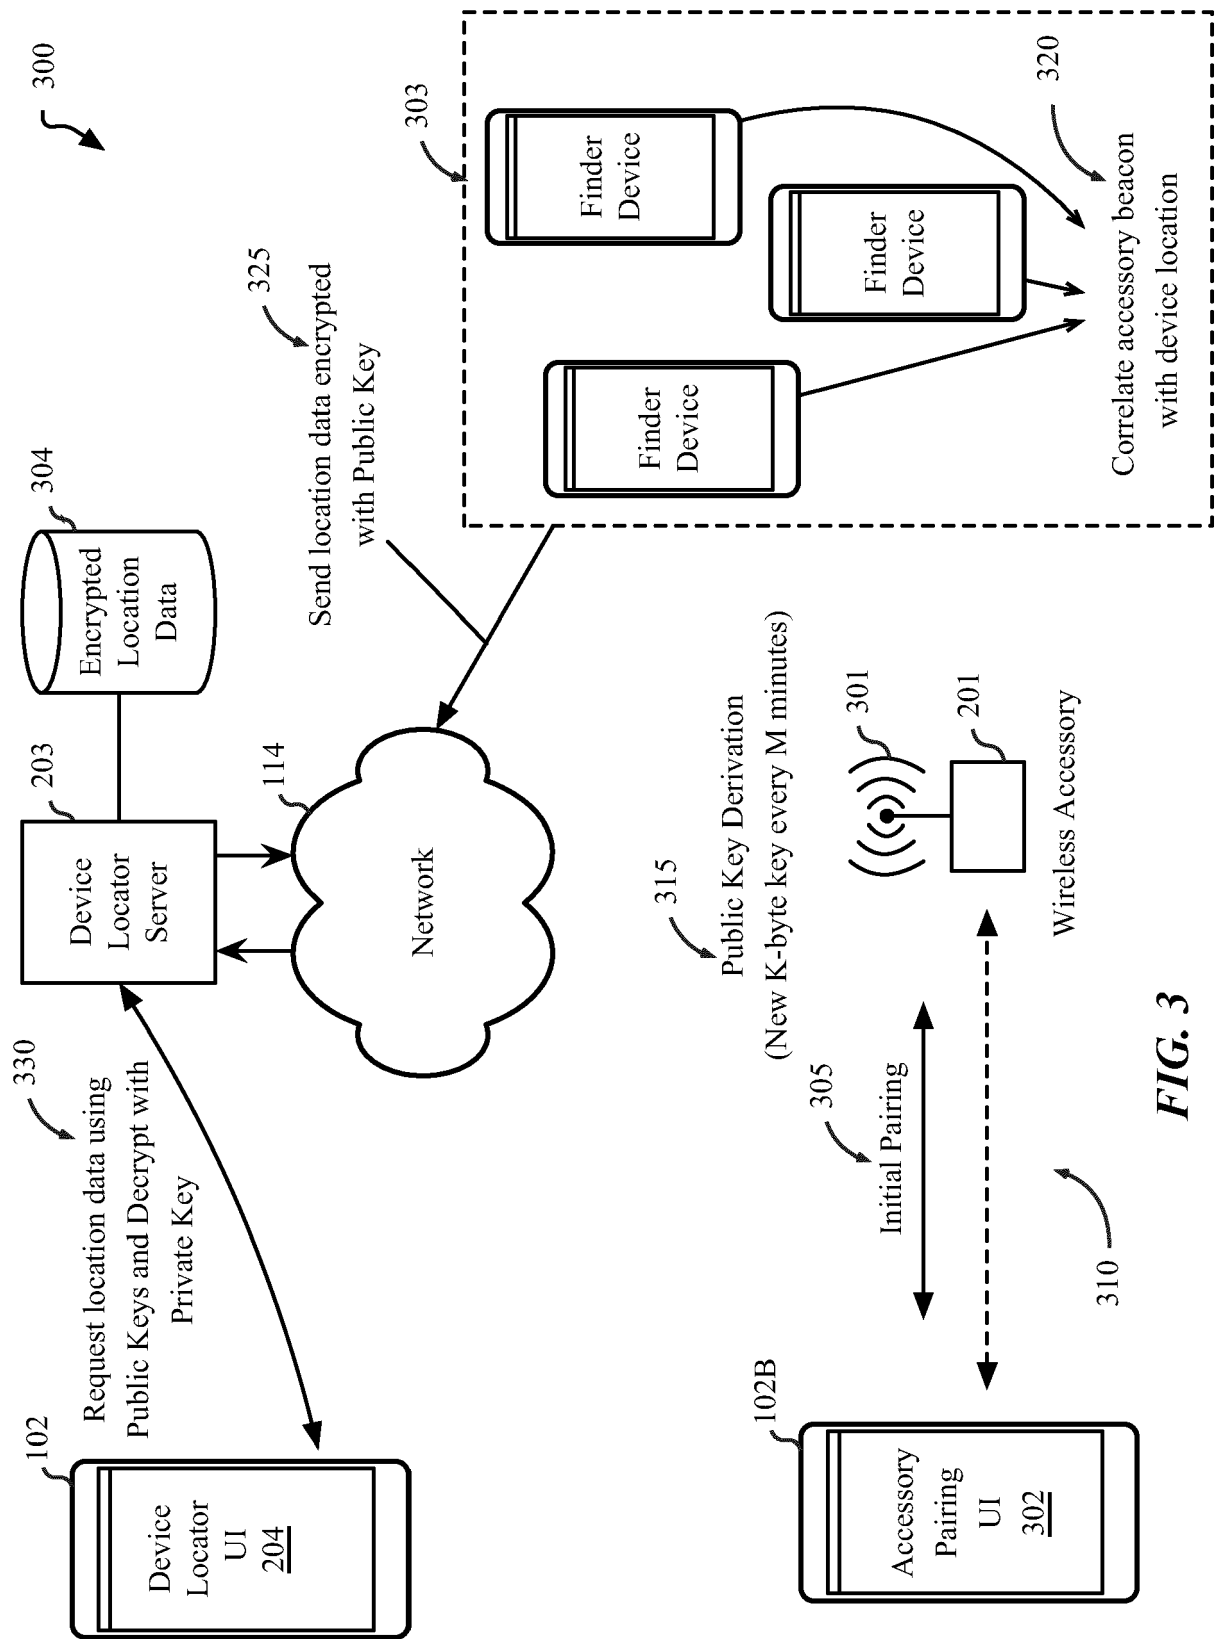 300
330
Request location data using
Public Keys and Decrypt with
Private Key
102
Device
Locator
UI
204
203
Device
Locator
Server
304
Encrypted
Location
Data
114
Network
325
Send location data encrypted
with Public Key
303
Finder
Device
Finder
Device
Finder
Device
320
Correlate accessory beacon
with device location
315
Public Key Derivation
(New K-byte key every M minutes)
305
Initial Pairing
301
201
Wireless Accessory
310
102B
Accessory
Pairing
UI
302
FIG. 3